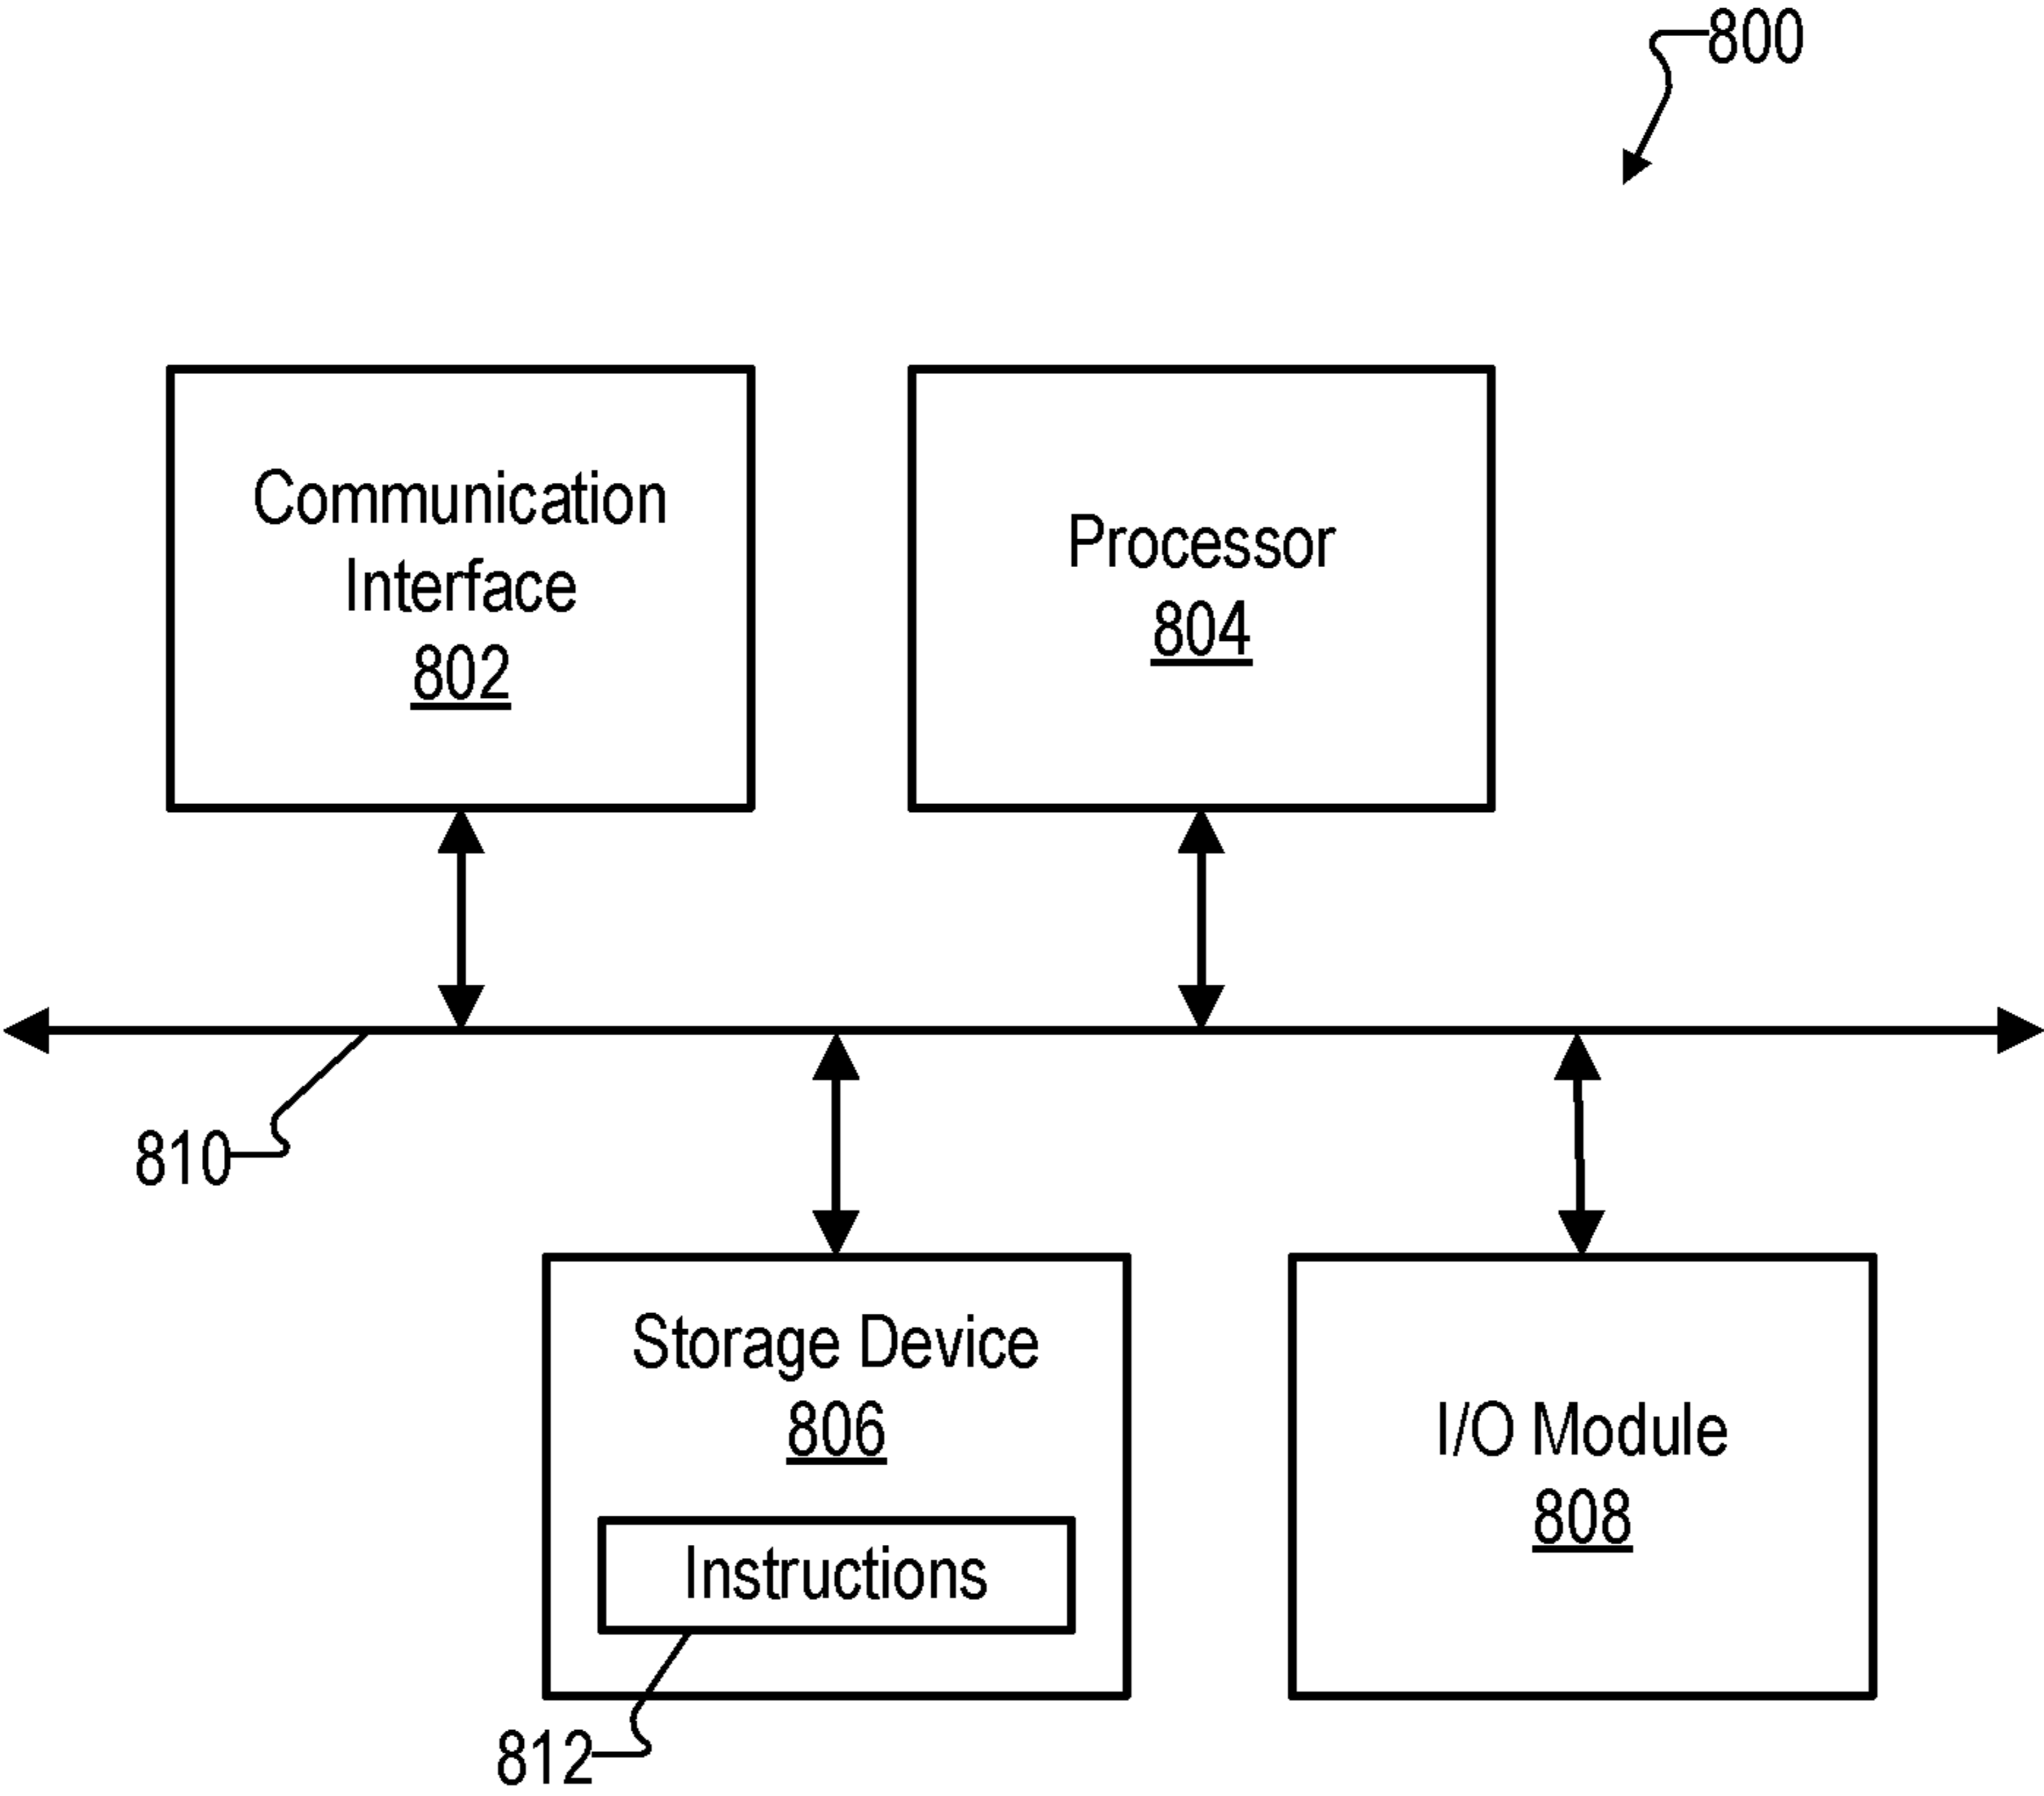 800
Communication
Interface
802
Processor
804
810
Storage Device
806
Instructions
812
I/O Module
808